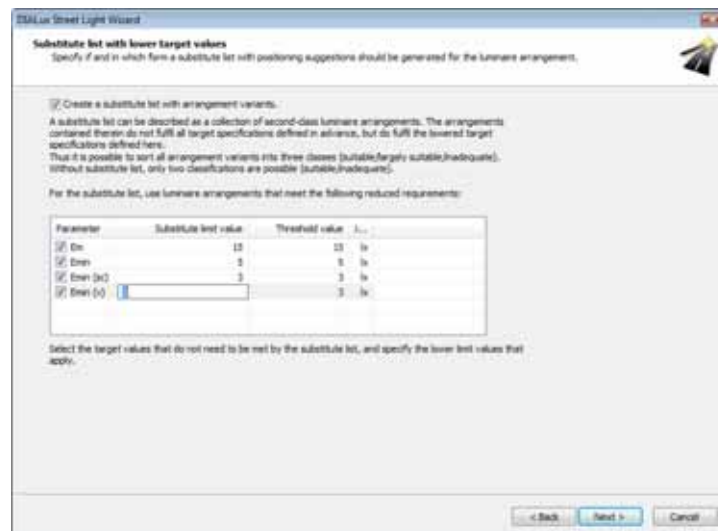 DIALux Street Light Wizard
Substitute list with lower target values
Specify if and in which form a substitute list with positioning suggestions should be generated for the luminaire arrangement.
Create a substitute list with arrangement variants.
A substitute list can be described as a collection of second-class luminaire arrangements. The arrangements
contained therein do not fulfil all target specifications defined in advance, but do fulfil the lowered target
specifications defined here.
Thus it is possible to sort all arrangement variants into three classes (suitable/largely suitable/inadequate).
Without substitute list, only two classifications are possible (suitable/inadequate).
For the substitute list, use luminaire arrangements that meet the following reduced requirements:
Parameter Substitute limit value Threshold value
Em 15 15 lx
Emin 5 5 lx
Emin (sc) 3 3 lx
Emin (v) 3 lx
Select the target values that do not need to be met by the substitute list, and specify the lower limit values that
apply.
< Back Next > Cancel